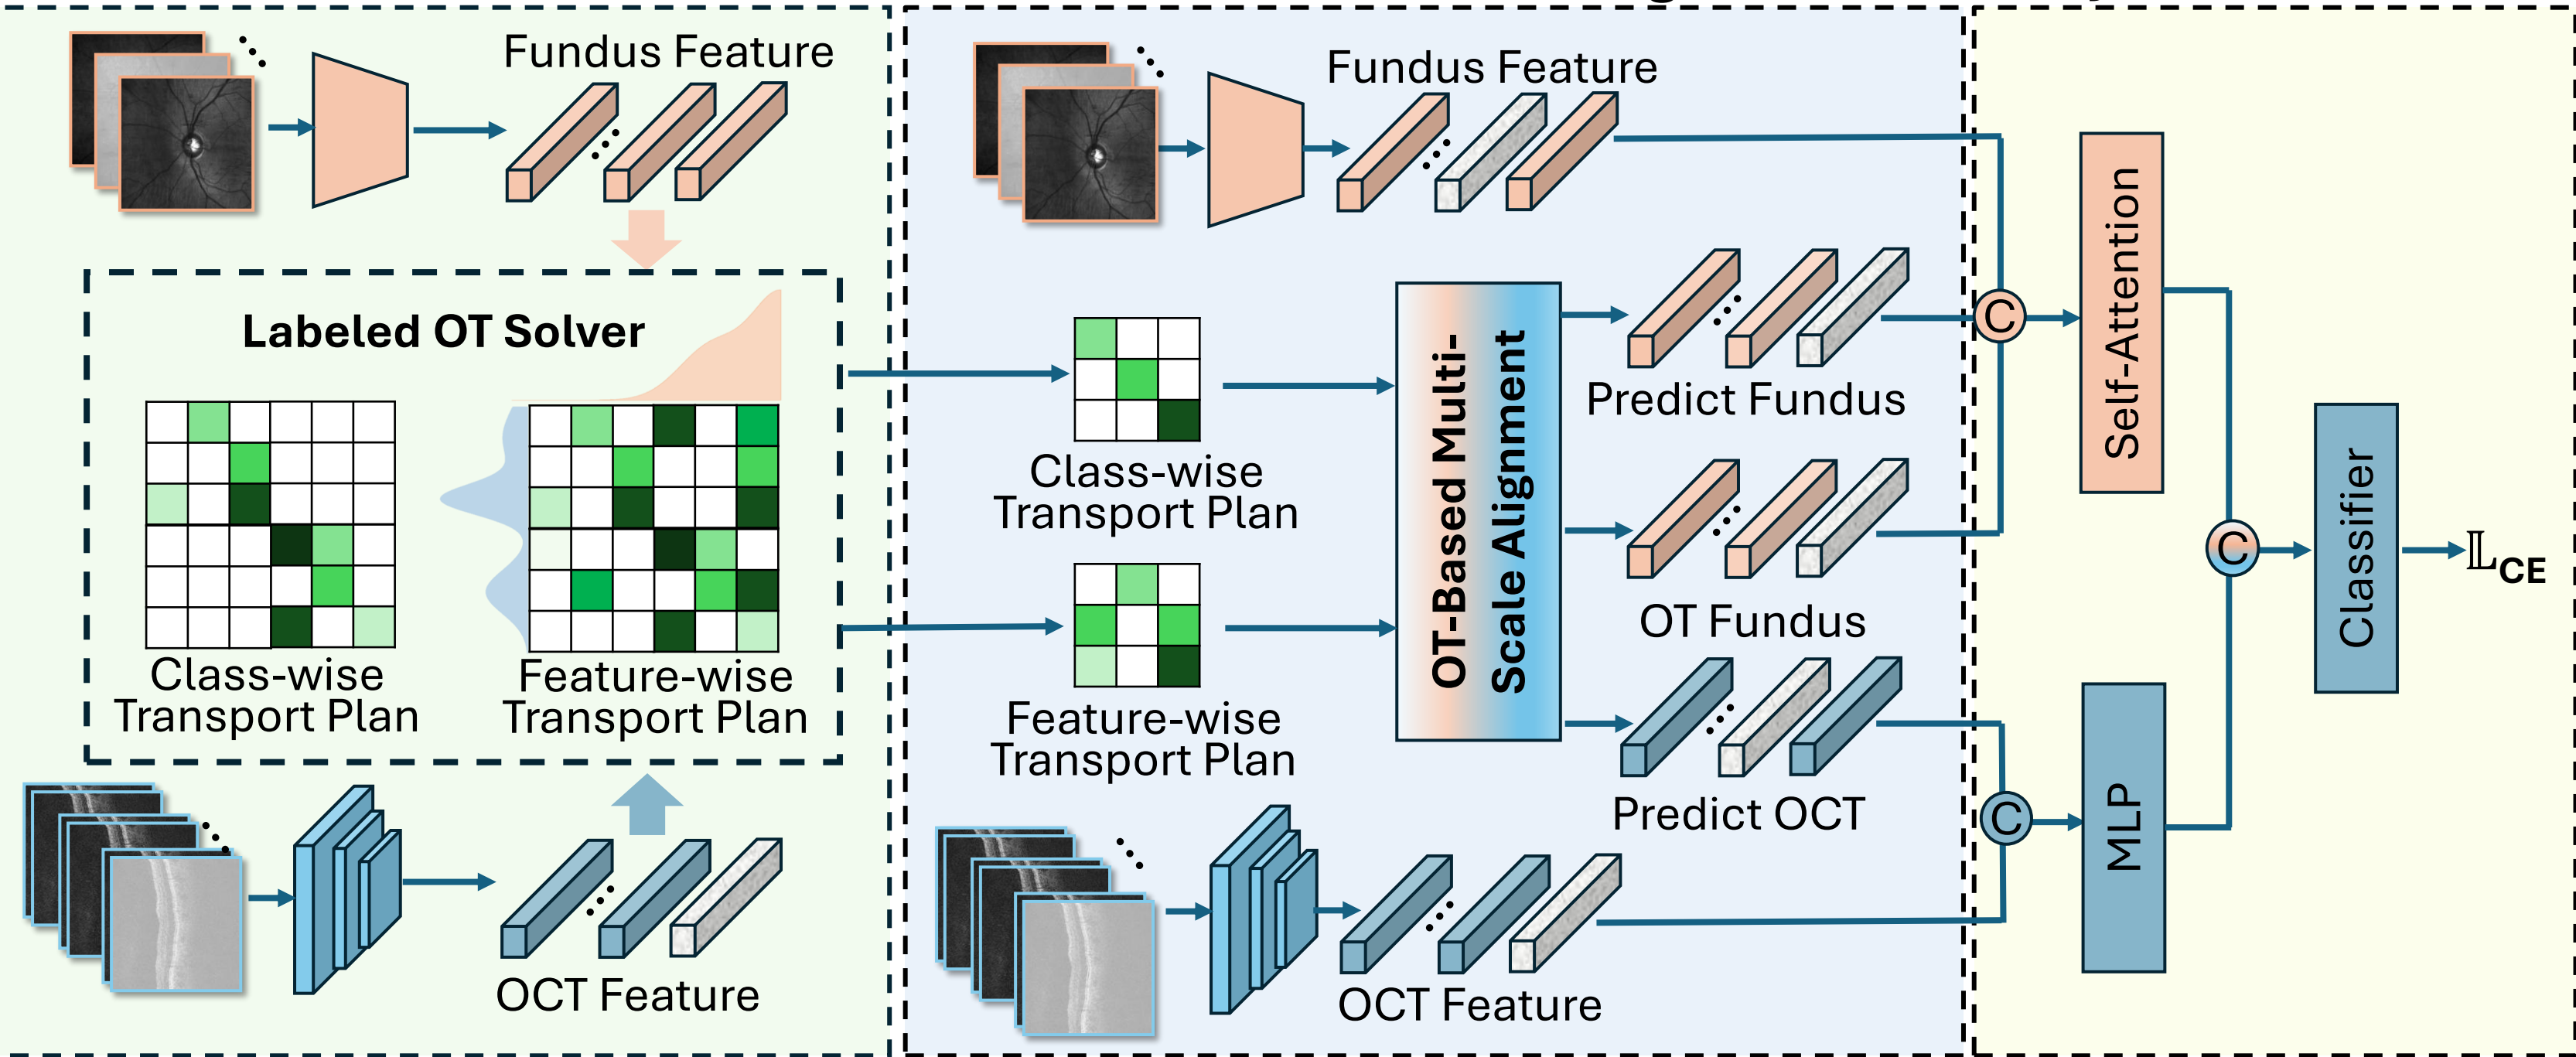 Fundus Feature
Labeled OT Solver
Class-wise
Transport Plan
Feature-wise
Transport Plan
OCT Feature
Fundus Feature
Class-wise
Transport Plan
Feature-wise
Transport Plan
OT-Based Multi-
Scale Alignment
Predict Fundus
OT Fundus
Predict OCT
OCT Feature
C
C
Self-Attention
MLP
C
Classifier
𝕃CE